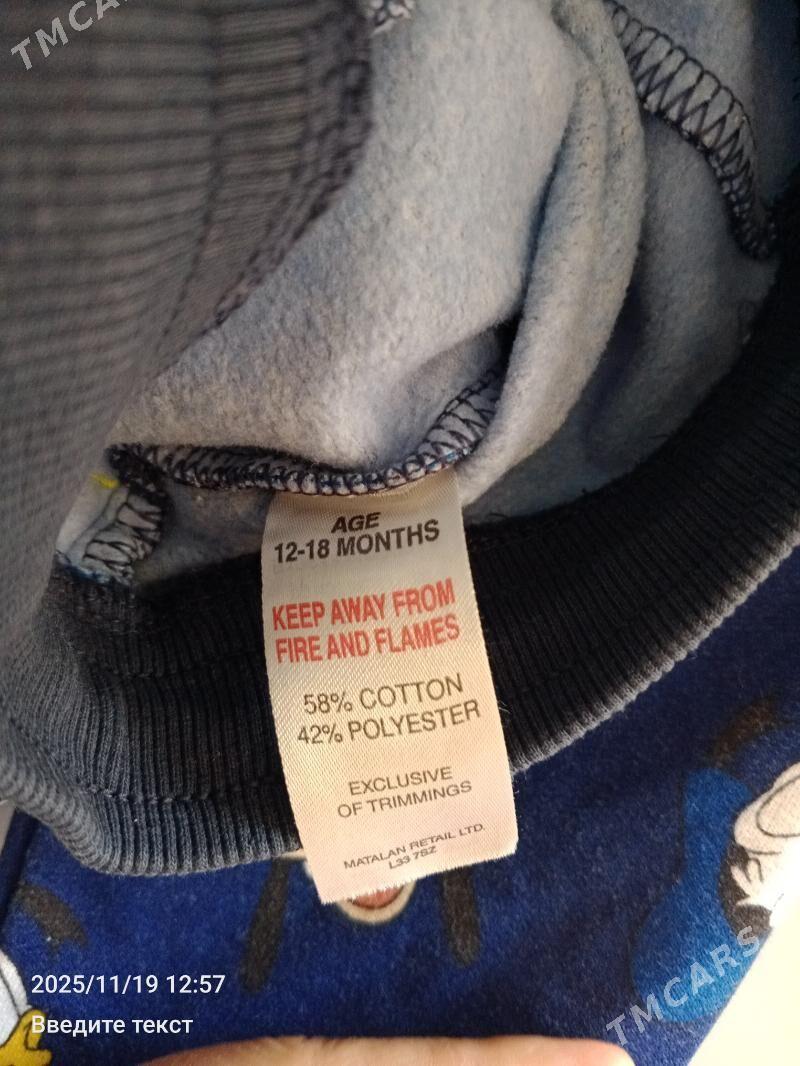 TMCARS
AGE
12-18 MONTHS
KEEP AWAY FROM
FIRE AND FLAMES
58% COTTON
42% POLYESTER
EXCLUSIVE
OF TRIMMINGS
MATALAN RETAIL LTD.
L33 7SZ
2025/11/19 12:57
Введите текст
TMCARS